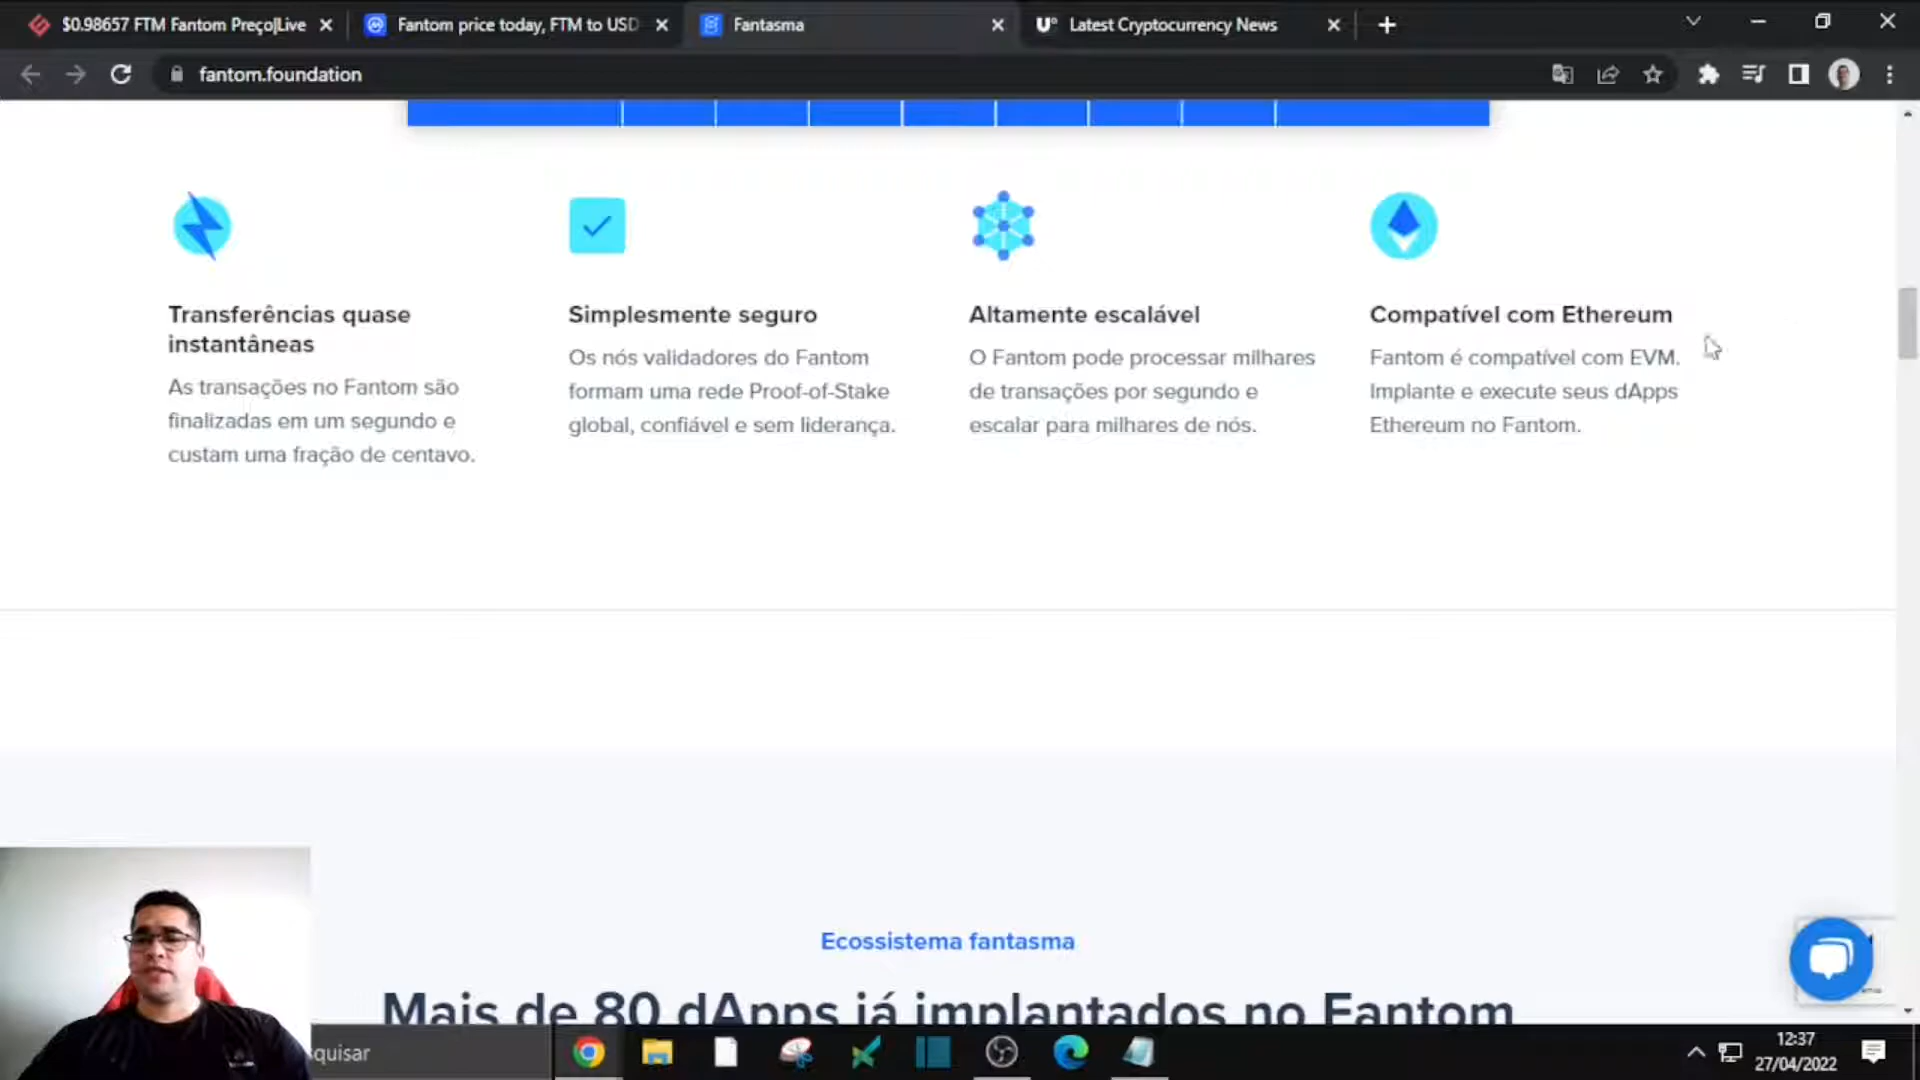 $0.98657 FTM Fantom Preço|Live
Fantom price today, FTM to USD
Fantasma
Latest Cryptocurrency News
fantom.foundation
Transferências quase
instantâneas
As transações no Fantom são
finalizadas em um segundo e
custam uma fração de centavo.
Simplesmente seguro
Os nós validadores do Fantom
formam uma rede Proof-of-Stake
global, confiável e sem liderança.
Altamente escalável
O Fantom pode processar milhares
de transações por segundo e
escalar para milhares de nós.
Compatível com Ethereum
Fantom é compatível com EVM.
Implante e execute seus dApps
Ethereum no Fantom.
Ecossistema fantasma
Mais de 80 dApps já implantados no Fantom
quisar
12:37
27/04/2022